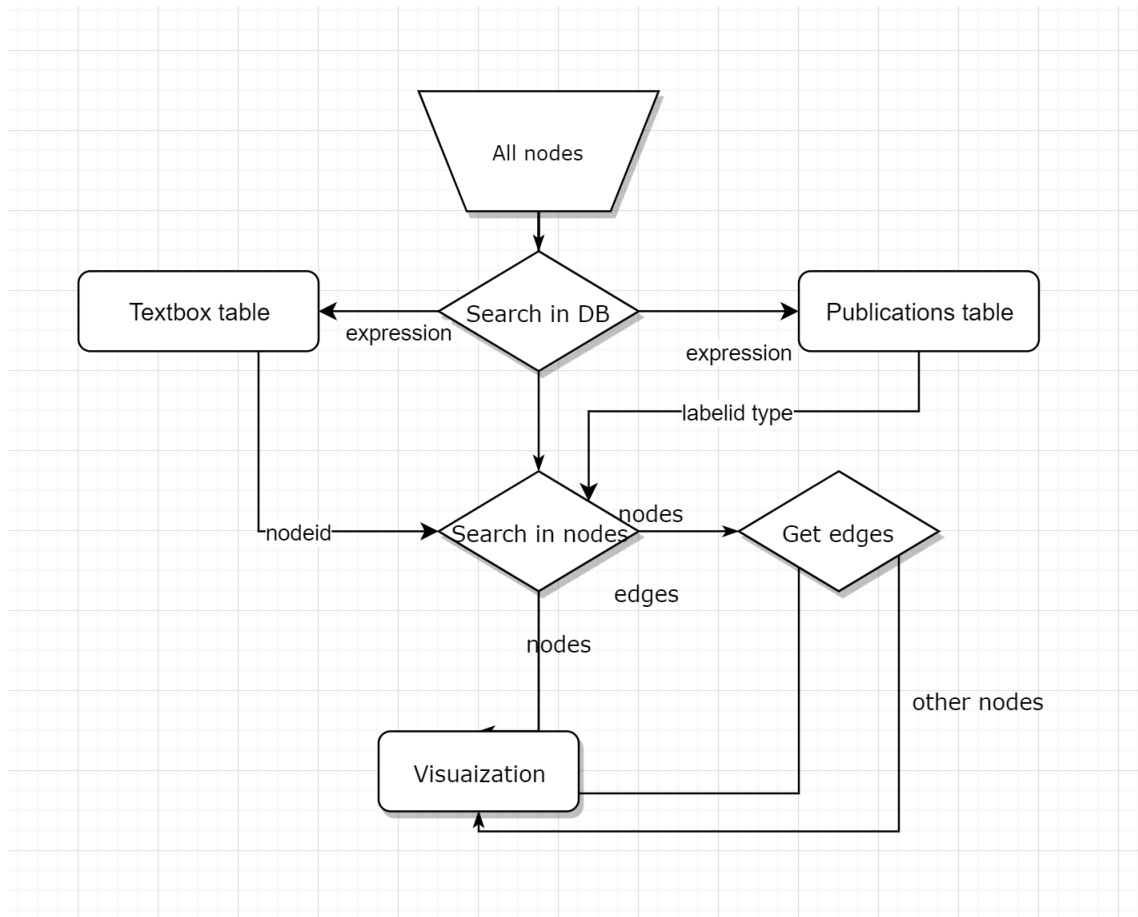 All nodes
Textbox table
Search in DB
Publications table
expression
expression
labelid type
nodes
nodeid
Search in nodes
Get edges
edges
nodes
other nodes
Visuaization